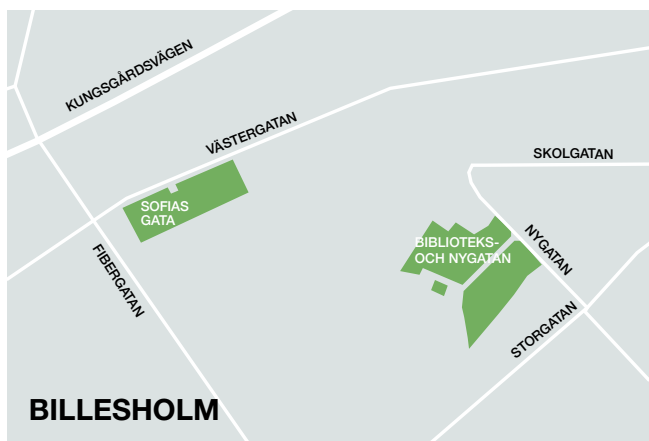 KUNGSGÅRDSVÄGEN
VÄSTERGATAN
SKOLGATAN
SOFIAS
GATA
BIBLIOTEKS-
OCH NYGATAN
NYGATAN
FIBERGATAN
STORGATAN
BILLESHOLM